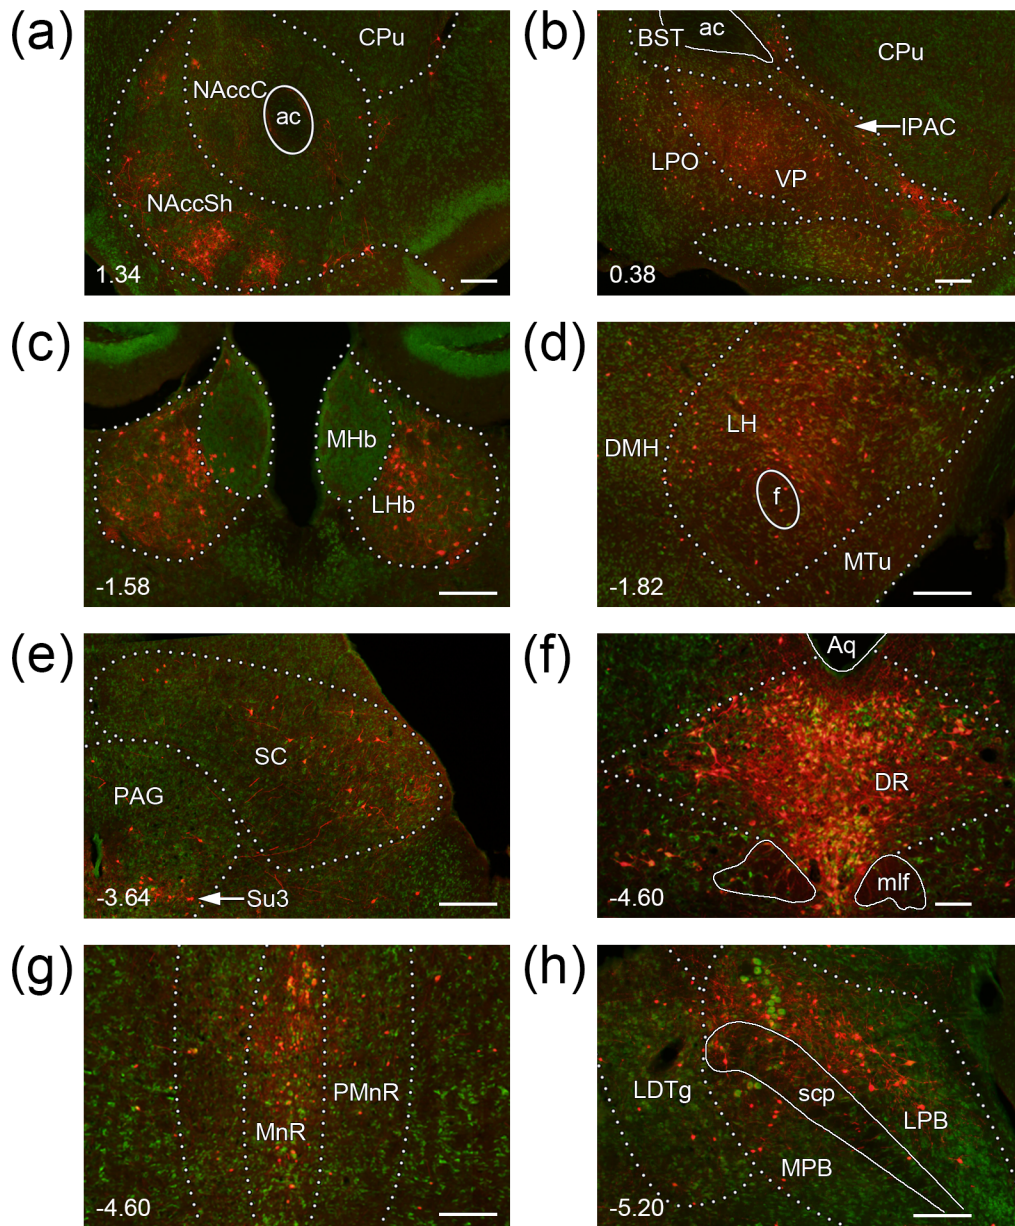 (a)
CPu
NAccC
ac
NAccSh
1.34
(b)
BST
ac
CPu
IPAC
LPO
VP
0.38
(c)
MHb
LHb
-1.58
(d)
LH
DMH
f
MTu
-1.82
(e)
SC
PAG
-3.64
Su3
(f)
Aq
DR
mlf
-4.60
(g)
PMnR
MnR
-4.60
(h)
LDTg
scp
LPB
MPB
-5.20